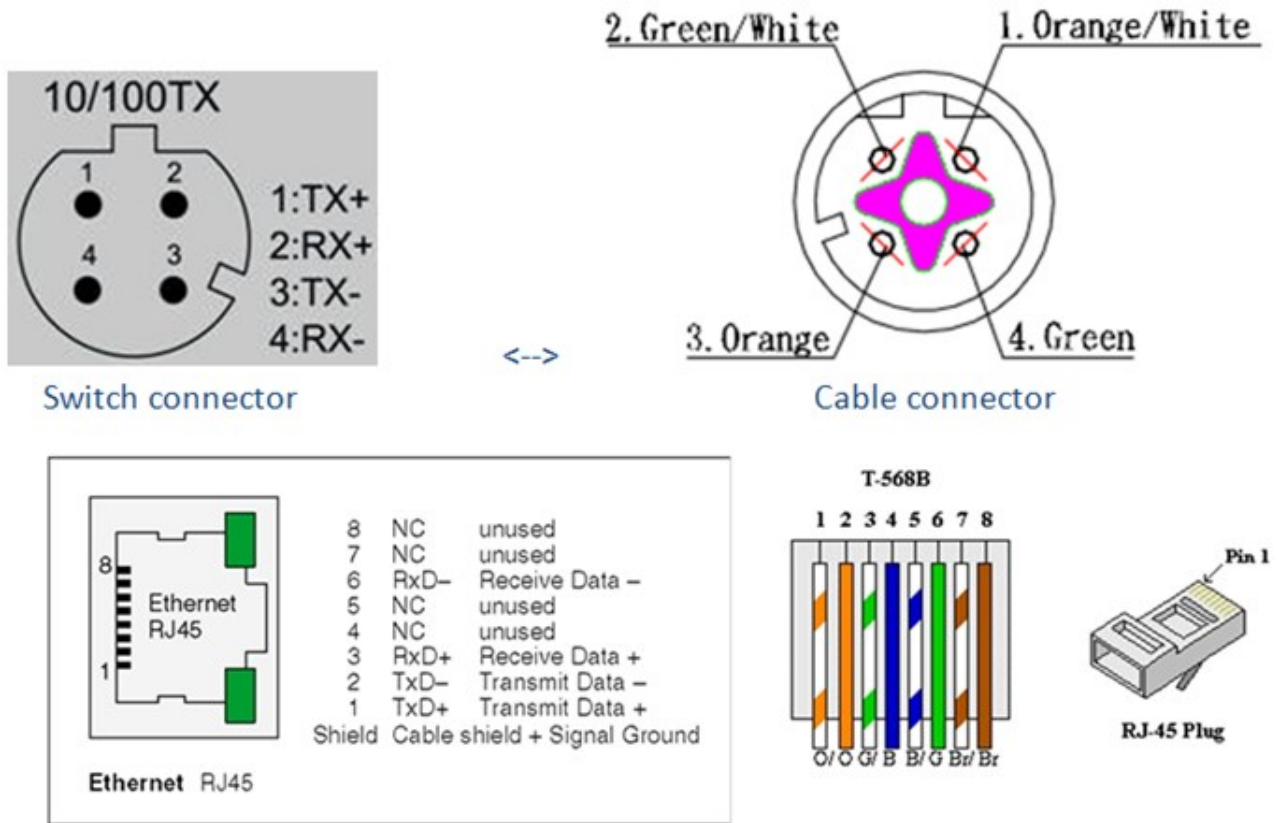 2.Green/White
1.Orange/White
10/100TX
1
2
4
3
1:TX+
2:RX+
3:TX-
4:RX-
3.Orange
4.Green
<-->
Switch connector
Cable connector
8
Ethernet
RJ45
1
8 NC unused
7 NC unused
6 RxD– Receive Data –
5 NC unused
4 NC unused
3 RxD+ Receive Data +
2 TxD– Transmit Data –
1 TxD+ Transmit Data +
Shield Cable shield + Signal Ground
Ethernet RJ45
T-568B
1 2 3 4 5 6 7 8
O/ O G/ B B/ G Br/ Br
Pin 1
RJ-45 Plug